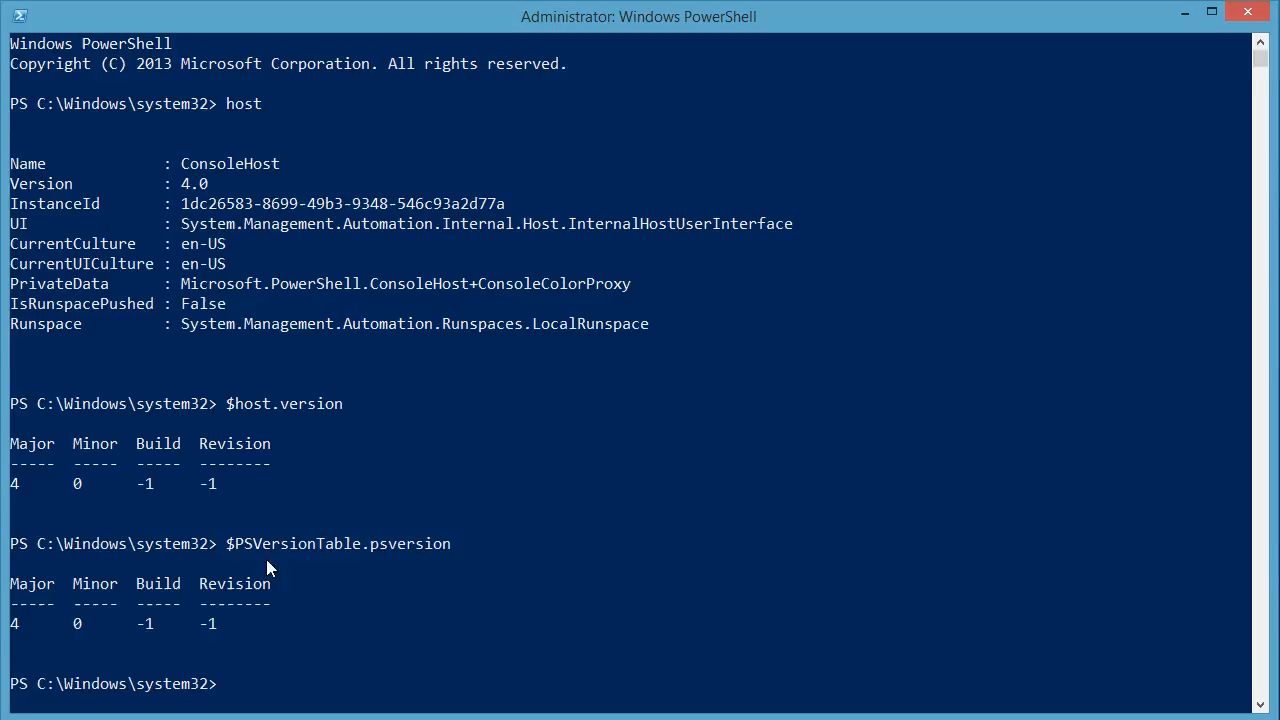 Administrator: Windows PowerShell
Windows PowerShell
Copyright (C) 2013 Microsoft Corporation. All rights reserved.
PS C:\Windows\system32> host
Name             : ConsoleHost
Version          : 4.0
InstanceId       : 1dc26583-8699-49b3-9348-546c93a2d77a
UI               : System.Management.Automation.Internal.Host.InternalHostUserInterface
CurrentCulture   : en-US
CurrentUICulture : en-US
PrivateData      : Microsoft.PowerShell.ConsoleHost+ConsoleColorProxy
IsRunspacePushed : False
Runspace         : System.Management.Automation.Runspaces.LocalRunspace
PS C:\Windows\system32> $host.version
Major  Minor  Build  Revision
-----  -----  -----  --------
4      0      -1     -1
PS C:\Windows\system32> $PSVersionTable.psversion
Major  Minor  Build  Revision
-----  -----  -----  --------
4      0      -1     -1
PS C:\Windows\system32>